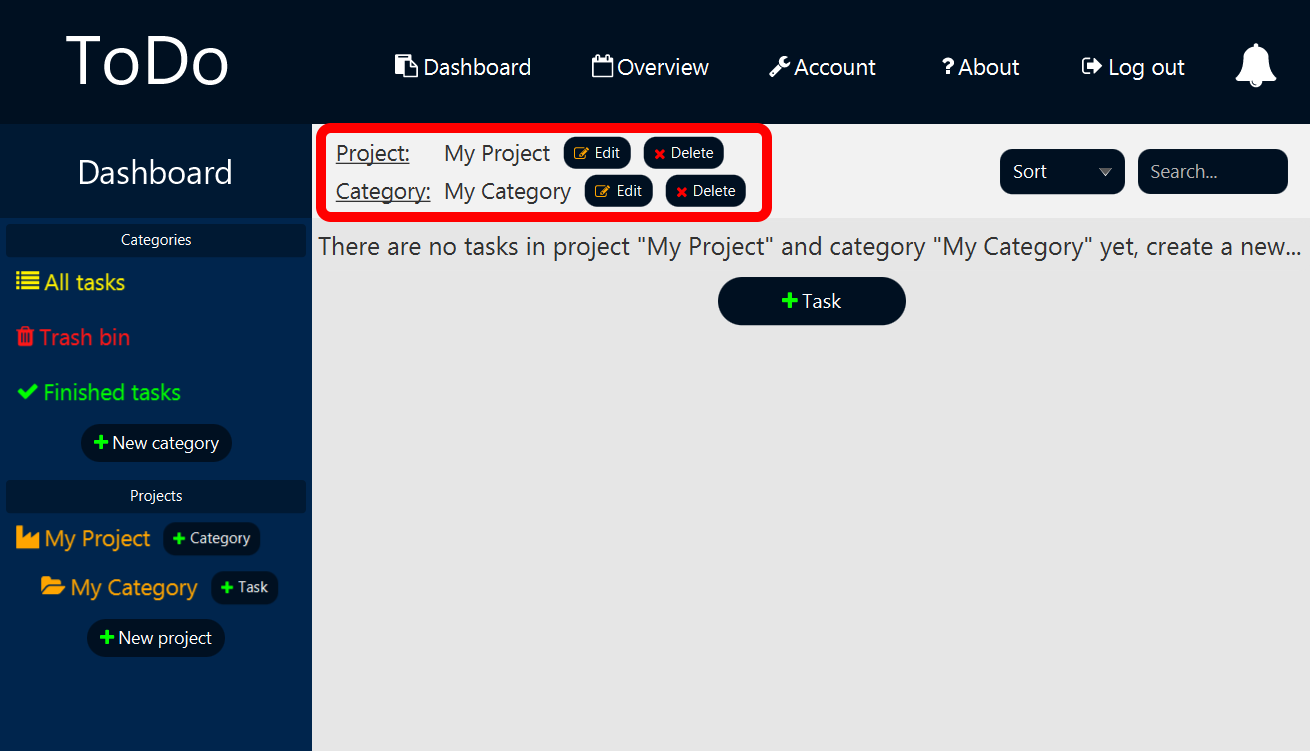 ToDo
Dashboard
Overview
Account
About
Log out
Dashboard
Project: My Project Edit Delete
Category: My Category Edit Delete
Sort
Search...
Categories
All tasks
Trash bin
Finished tasks
New category
Projects
My Project Category
My Category Task
New project
There are no tasks in project "My Project" and category "My Category" yet, create a new...
Task